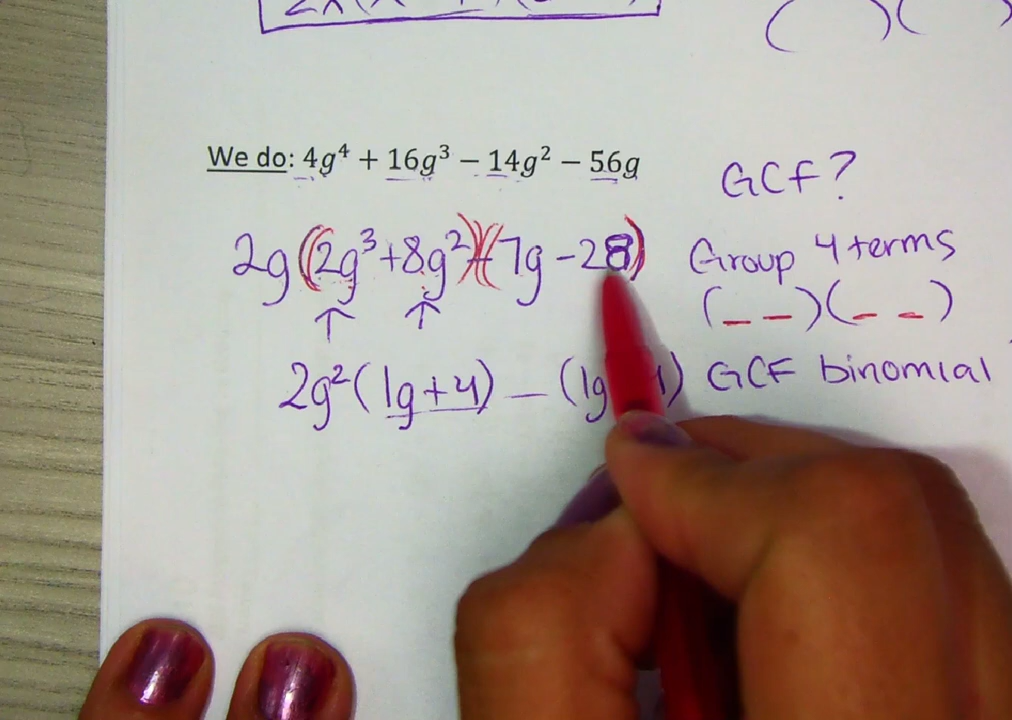 We do: 4g⁴ + 16g³ − 14g² − 56g
GCF?
2g(2g³+8g²)+(-7g-28)
Group 4 terms
(_ _)(_ _)
2g²(1g+4) _ (1g 4)
GCF binomial